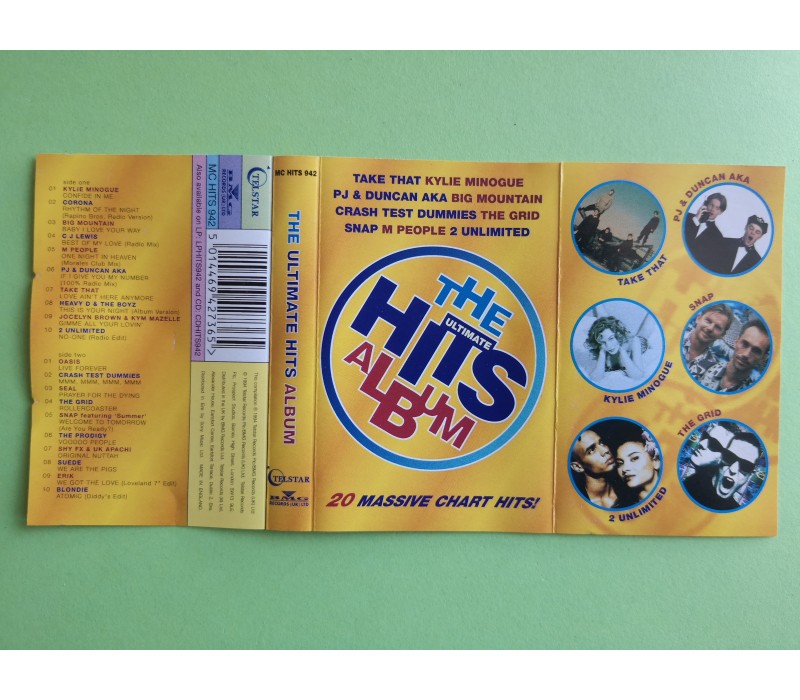 side one
01 KYLIE MINOGUE
CONFIDE IN ME
02 CORONA
RHYTHM OF THE NIGHT
(Rapino Bros. Radio Version)
03 BIG MOUNTAIN
BABY I LOVE YOUR WAY
04 C J LEWIS
BEST OF MY LOVE (Radio Mix)
05 M PEOPLE
ONE NIGHT IN HEAVEN
(Morales Club Mix)
06 PJ & DUNCAN AKA
IF I GIVE YOU MY NUMBER
(100% Radio Mix)
07 TAKE THAT
LOVE AIN'T HERE ANYMORE
08 HEAVY D & THE BOYZ
THIS IS YOUR NIGHT (Album Version)
09 JOCELYN BROWN & KYM MAZELLE
GIMME ALL YOUR LOVIN'
10 2 UNLIMITED
NO-ONE (Radio Edit)
side two
01 OASIS
LIVE FOREVER
02 CRASH TEST DUMMIES
MMM, MMM, MMM, MMM
03 SEAL
PRAYER FOR THE DYING
04 THE GRID
ROLLERCOASTER
05 SNAP featuring 'Summer'
WELCOME TO TOMORROW
(Are You Ready?)
06 THE PRODIGY
VOODOO PEOPLE
07 SHY FX & UK APACHI
ORIGINAL NUTTAH
08 SUEDE
WE ARE THE PIGS
09 ERIK
WE GOT THE LOVE (Loveland 7" Edit)
10 BLONDIE
ATOMIC (Diddy's Edit)
Also available on LP: LPHITS942 and CD: CDHITS942
MC HITS 942
BMG
RECORDS (UK) LTD
TELSTAR
5 014469 427365 >
MADE IN ENGLAND
MC HITS 942
THE ULTIMATE HITS ALBUM
TELSTAR
BMG
RECORDS (UK) LTD
TAKE THAT KYLIE MINOGUE
PJ & DUNCAN AKA BIG MOUNTAIN
CRASH TEST DUMMIES THE GRID
SNAP M PEOPLE 2 UNLIMITED
THE
ULTIMATE
HITS
ALBUM
20 MASSIVE CHART HITS!
TAKE THAT
PJ & DUNCAN AKA
KYLIE MINOGUE
SNAP
2 UNLIMITED
THE GRID